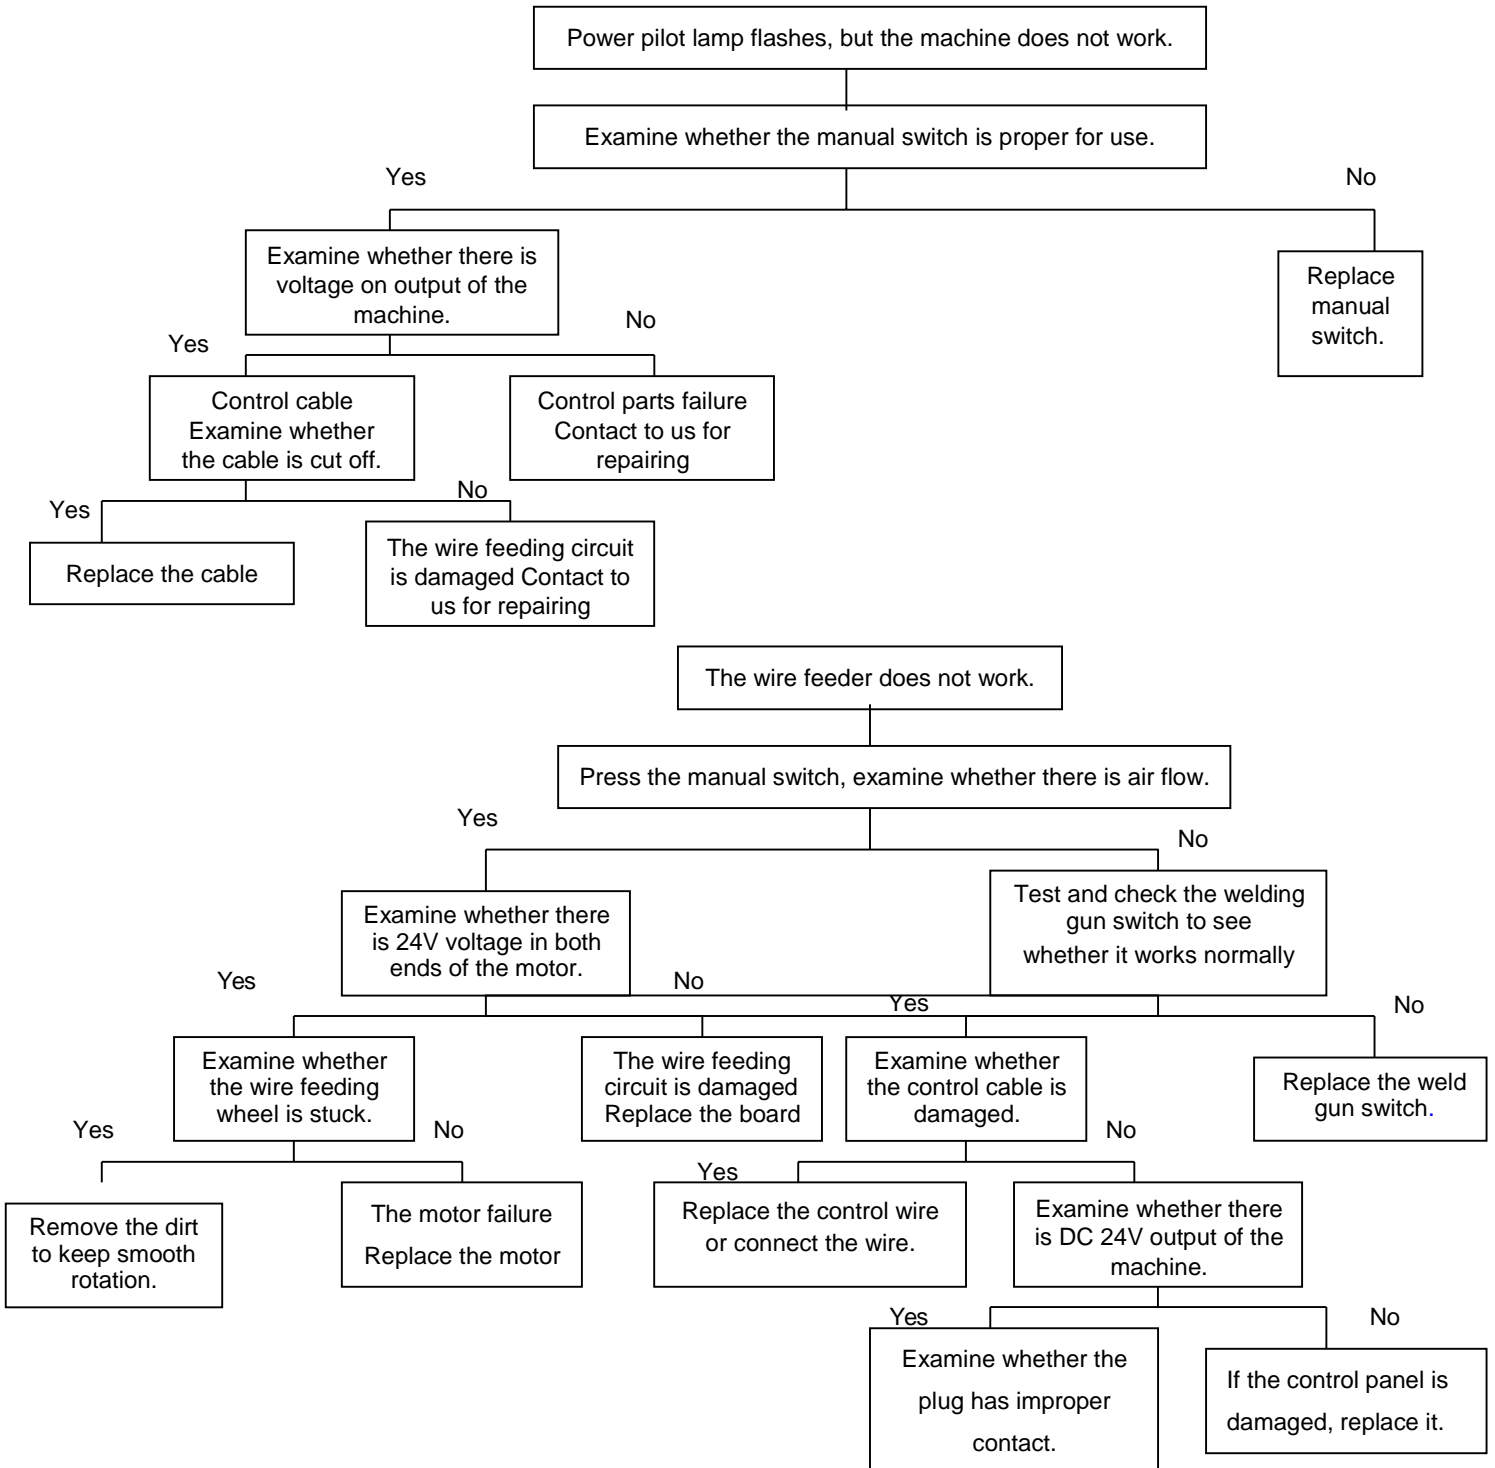 Power pilot lamp flashes, but the machine does not work.
Examine whether the manual switch is proper for use.
Yes
No
Examine whether there is
voltage on output of the
machine.
Replace
manual
switch.
Yes
No
Control cable
Examine whether
the cable is cut off.
Control parts failure
Contact to us for
repairing
Yes
No
Replace the cable
The wire feeding circuit
is damaged Contact to
us for repairing
The wire feeder does not work.
Press the manual switch, examine whether there is air flow.
Yes
No
Examine whether there
is 24V voltage in both
ends of the motor.
Test and check the welding
gun switch to see
whether it works normally
Yes
No
Yes
No
Examine whether
the wire feeding
wheel is stuck.
The wire feeding
circuit is damaged
Replace the board
Examine whether
the control cable is
damaged.
Replace the weld
gun switch.
Yes
No
Yes
No
Remove the dirt
to keep smooth
rotation.
The motor failure
Replace the motor
Replace the control wire
or connect the wire.
Examine whether there
is DC 24V output of the
machine.
Yes
No
Examine whether the
plug has improper
contact.
If the control panel is
damaged, replace it.